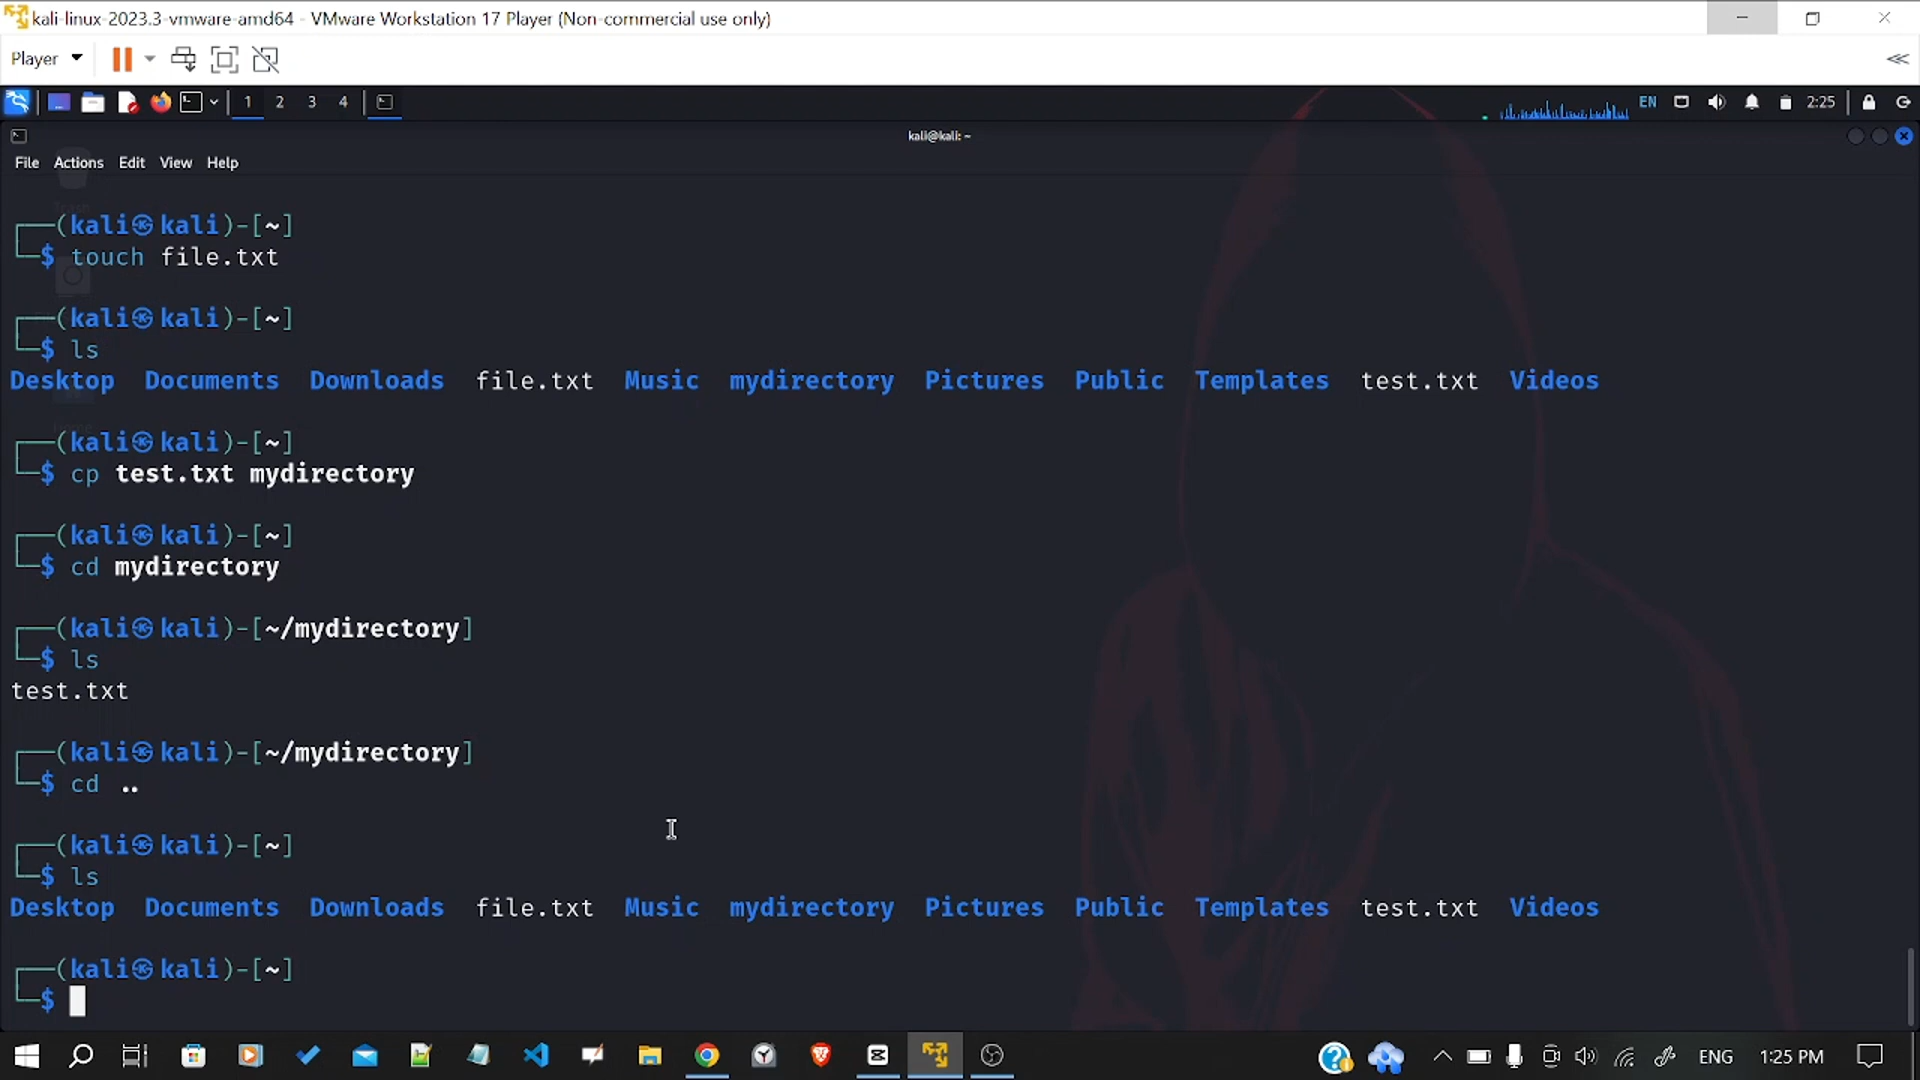 kali-linux-2023.3-vmware-amd64 - VMware Workstation 17 Player (Non-commercial use only)
Player
1 2 3 4 EN 2:25
kali@kali: ~
File Actions Edit View Help
┌──(kali㉿kali)-[~]
└─$ touch file.txt
┌──(kali㉿kali)-[~]
└─$ ls
Desktop Documents Downloads file.txt Music mydirectory Pictures Public Templates test.txt Videos
┌──(kali㉿kali)-[~]
└─$ cp test.txt mydirectory
┌──(kali㉿kali)-[~]
└─$ cd mydirectory
┌──(kali㉿kali)-[~/mydirectory]
└─$ ls
test.txt
┌──(kali㉿kali)-[~/mydirectory]
└─$ cd ..
┌──(kali㉿kali)-[~]
└─$ ls
Desktop Documents Downloads file.txt Music mydirectory Pictures Public Templates test.txt Videos
┌──(kali㉿kali)-[~]
└─$
ENG 1:25 PM